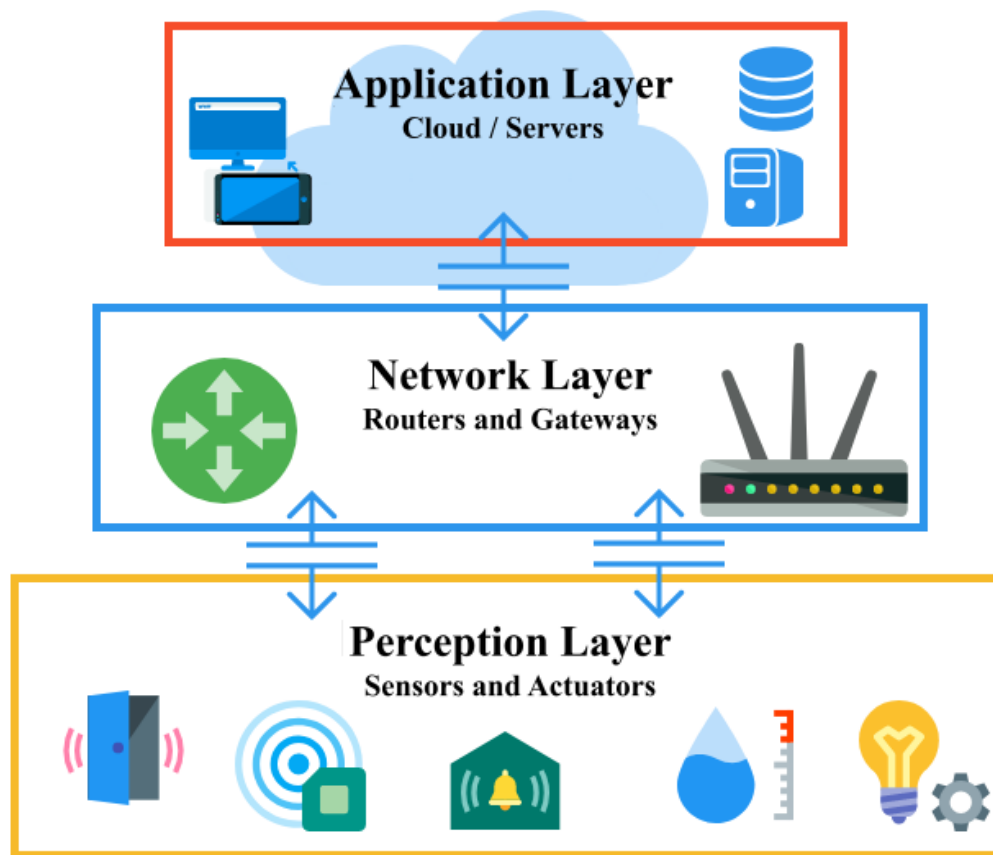 Application Layer
Cloud / Servers
Network Layer
Routers and Gateways
Perception Layer
Sensors and Actuators